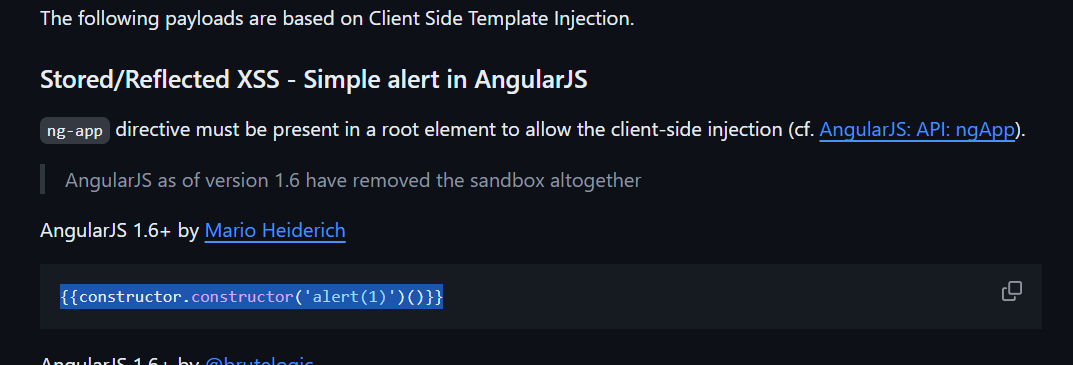 The following payloads are based on Client Side Template Injection.
Stored/Reflected XSS - Simple alert in AngularJS
ng-app directive must be present in a root element to allow the client-side injection (cf. AngularJS: API: ngApp).
AngularJS as of version 1.6 have removed the sandbox altogether
AngularJS 1.6+ by Mario Heiderich
{{constructor.constructor('alert(1)')()}}
AngularJS 1.6+ by @brutelogic